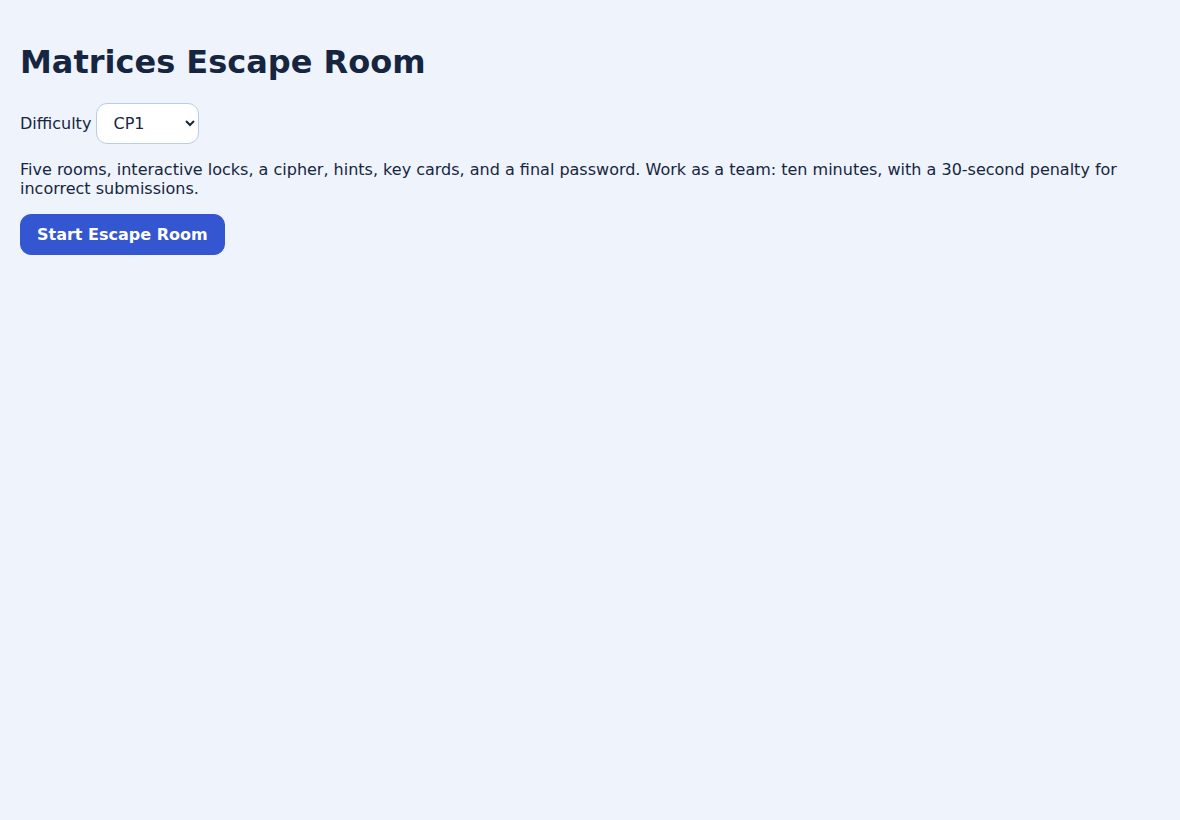 Matrices Escape Room
Difficulty CP1
Five rooms, interactive locks, a cipher, hints, key cards, and a final password. Work as a team: ten minutes, with a 30-second penalty for
incorrect submissions.
Start Escape Room